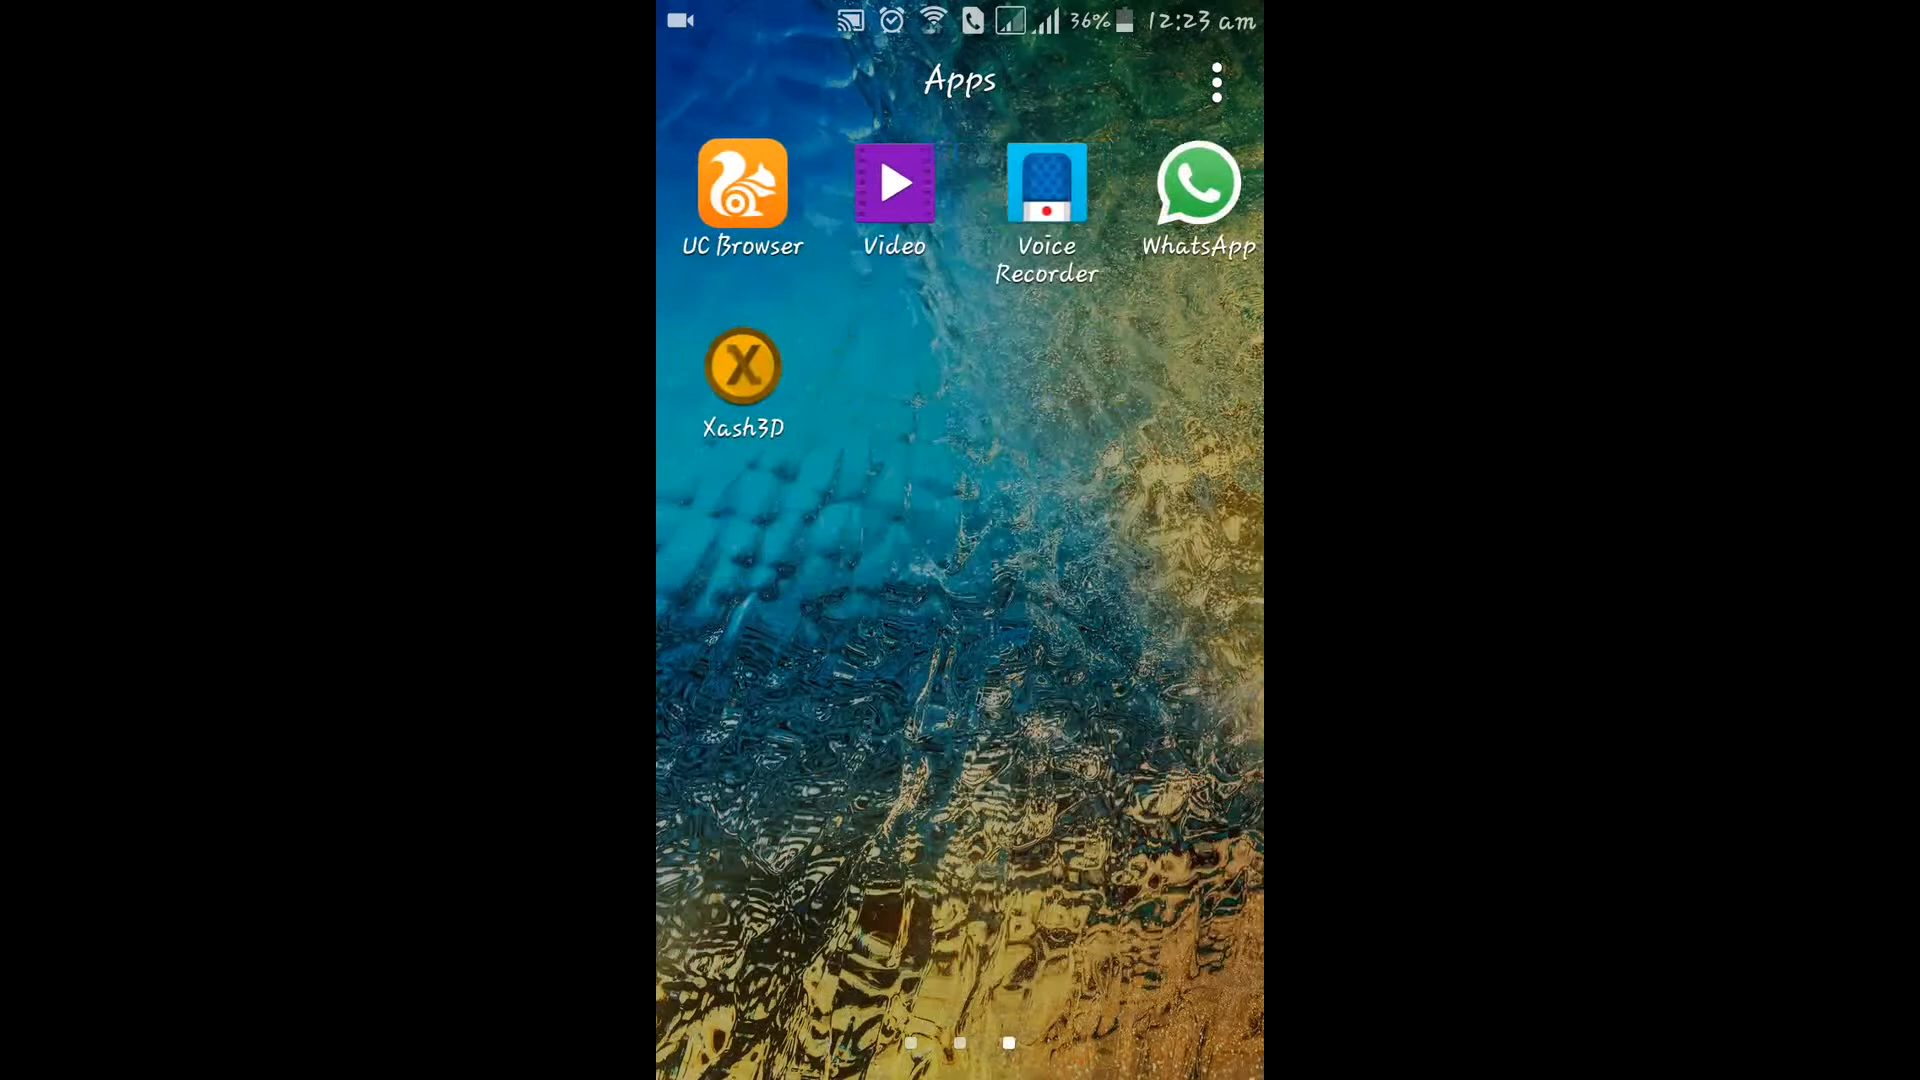 36% 12:23 am
Apps
UC Browser
Video
Voice
Recorder
WhatsApp
X
Xash3D